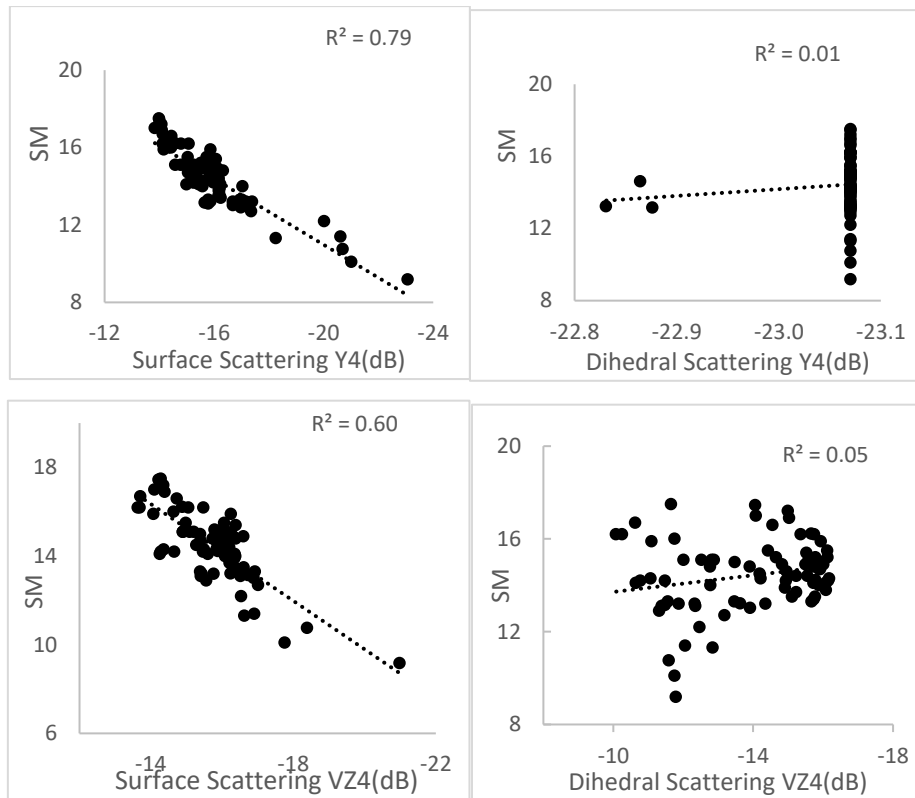 R² = 0.79
20
16
12
8
SM
-12
-16
-20
-24
Surface Scattering Y4(dB)
R² = 0.01
20
16
12
8
SM
-22.8
-22.9
-23.0
-23.1
Dihedral Scattering Y4(dB)
R² = 0.60
18
14
10
6
SM
-14
-18
-22
Surface Scattering VZ4(dB)
R² = 0.05
20
16
12
8
SM
-10
-14
-18
Dihedral Scattering VZ4(dB)